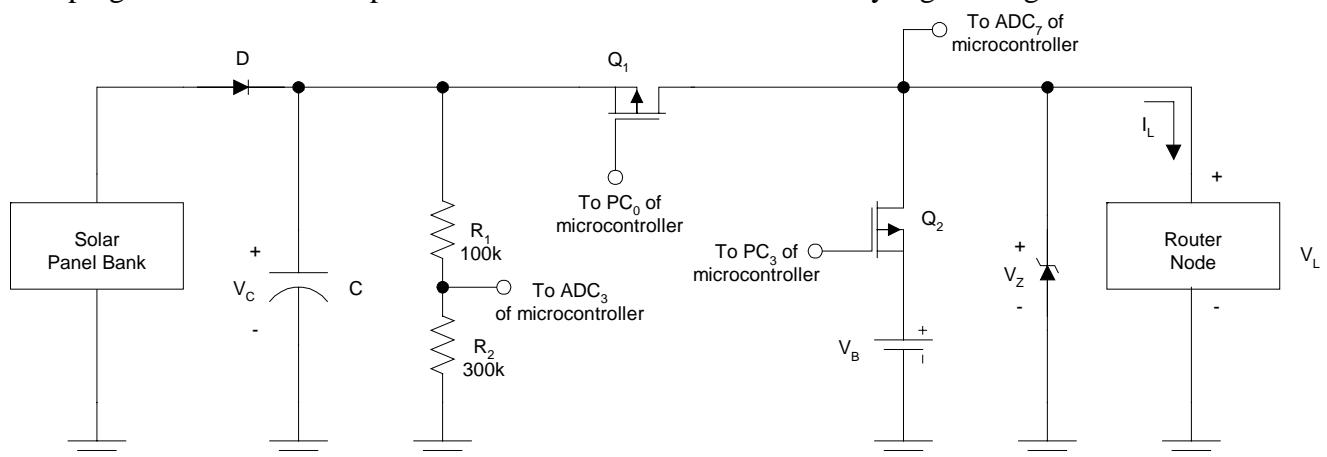 To ADC7 of
microcontroller
D
Q1
IL
To PC0 of
microcontroller
+
Solar
Panel Bank
+
VC
-
C
R1
100k
To ADC3
of microcontroller
R2
300k
Q2
To PC3 of
microcontroller
VB
+
-
+
VZ
-
Router
Node
VL
-